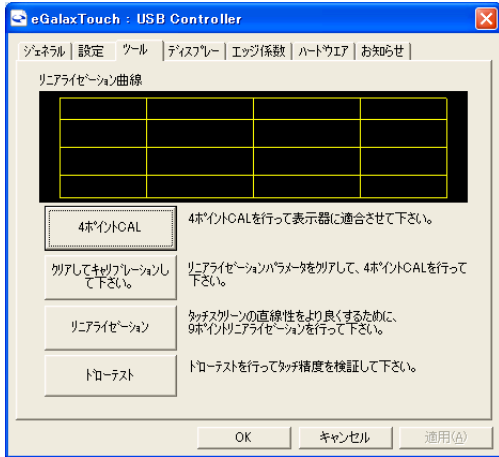 eGalaxTouch : USB Controller
ｼﾞｪﾈﾗﾙ 設定 ﾂｰﾙ ﾃﾞｨｽﾌﾟﾚｰ ｴｯｼﾞ係数 ﾊｰﾄﾞｳｴｱ お知らせ
ﾘﾆｱﾗｲｾﾞｰｼｮﾝ曲線
4ﾎﾟｲﾝﾄCAL
4ﾎﾟｲﾝﾄCALを行って表示器に適合させて下さい。
ｸﾘｱしてｷｬﾘﾌﾞﾚｰｼｮﾝし
て下さい。
ﾘﾆｱﾗｲｾﾞｰｼｮﾝﾊﾟﾗﾒｰﾀをｸﾘｱして、4ﾎﾟｲﾝﾄCALを行って
下さい。
ﾘﾆｱﾗｲｾﾞｰｼｮﾝ
ﾀｯﾁｽｸﾘｰﾝの直線性をより良くするために、
9ﾎﾟｲﾝﾄﾘﾆｱﾗｲｾﾞｰｼｮﾝを行って下さい。
ﾄﾞﾛｰﾃｽﾄ
ﾄﾞﾛｰﾃｽﾄを行ってﾀｯﾁ精度を検証して下さい。
OK キャンセル 適用(A)